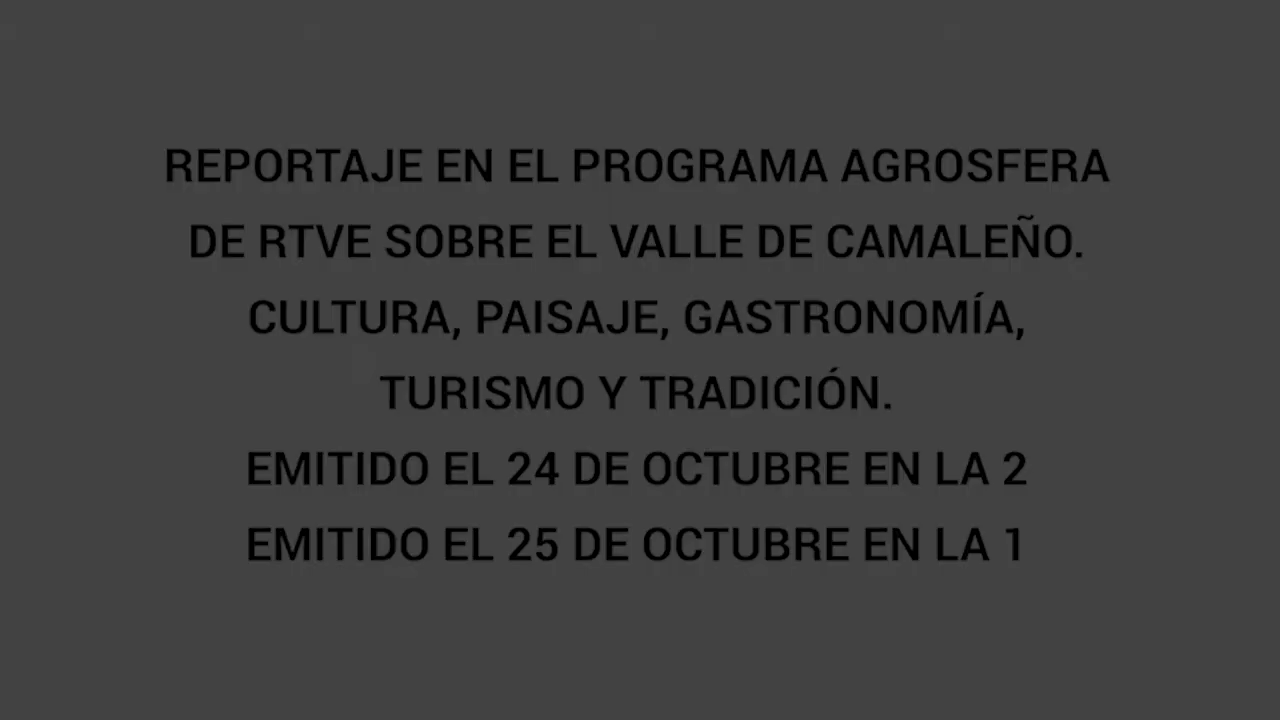 REPORTAJE EN EL PROGRAMA AGROSFERA
DE RTVE SOBRE EL VALLE DE CAMALEÑO.
CULTURA, PAISAJE, GASTRONOMÍA,
TURISMO Y TRADICIÓN.
EMITIDO EL 24 DE OCTUBRE EN LA 2
EMITIDO EL 25 DE OCTUBRE EN LA 1